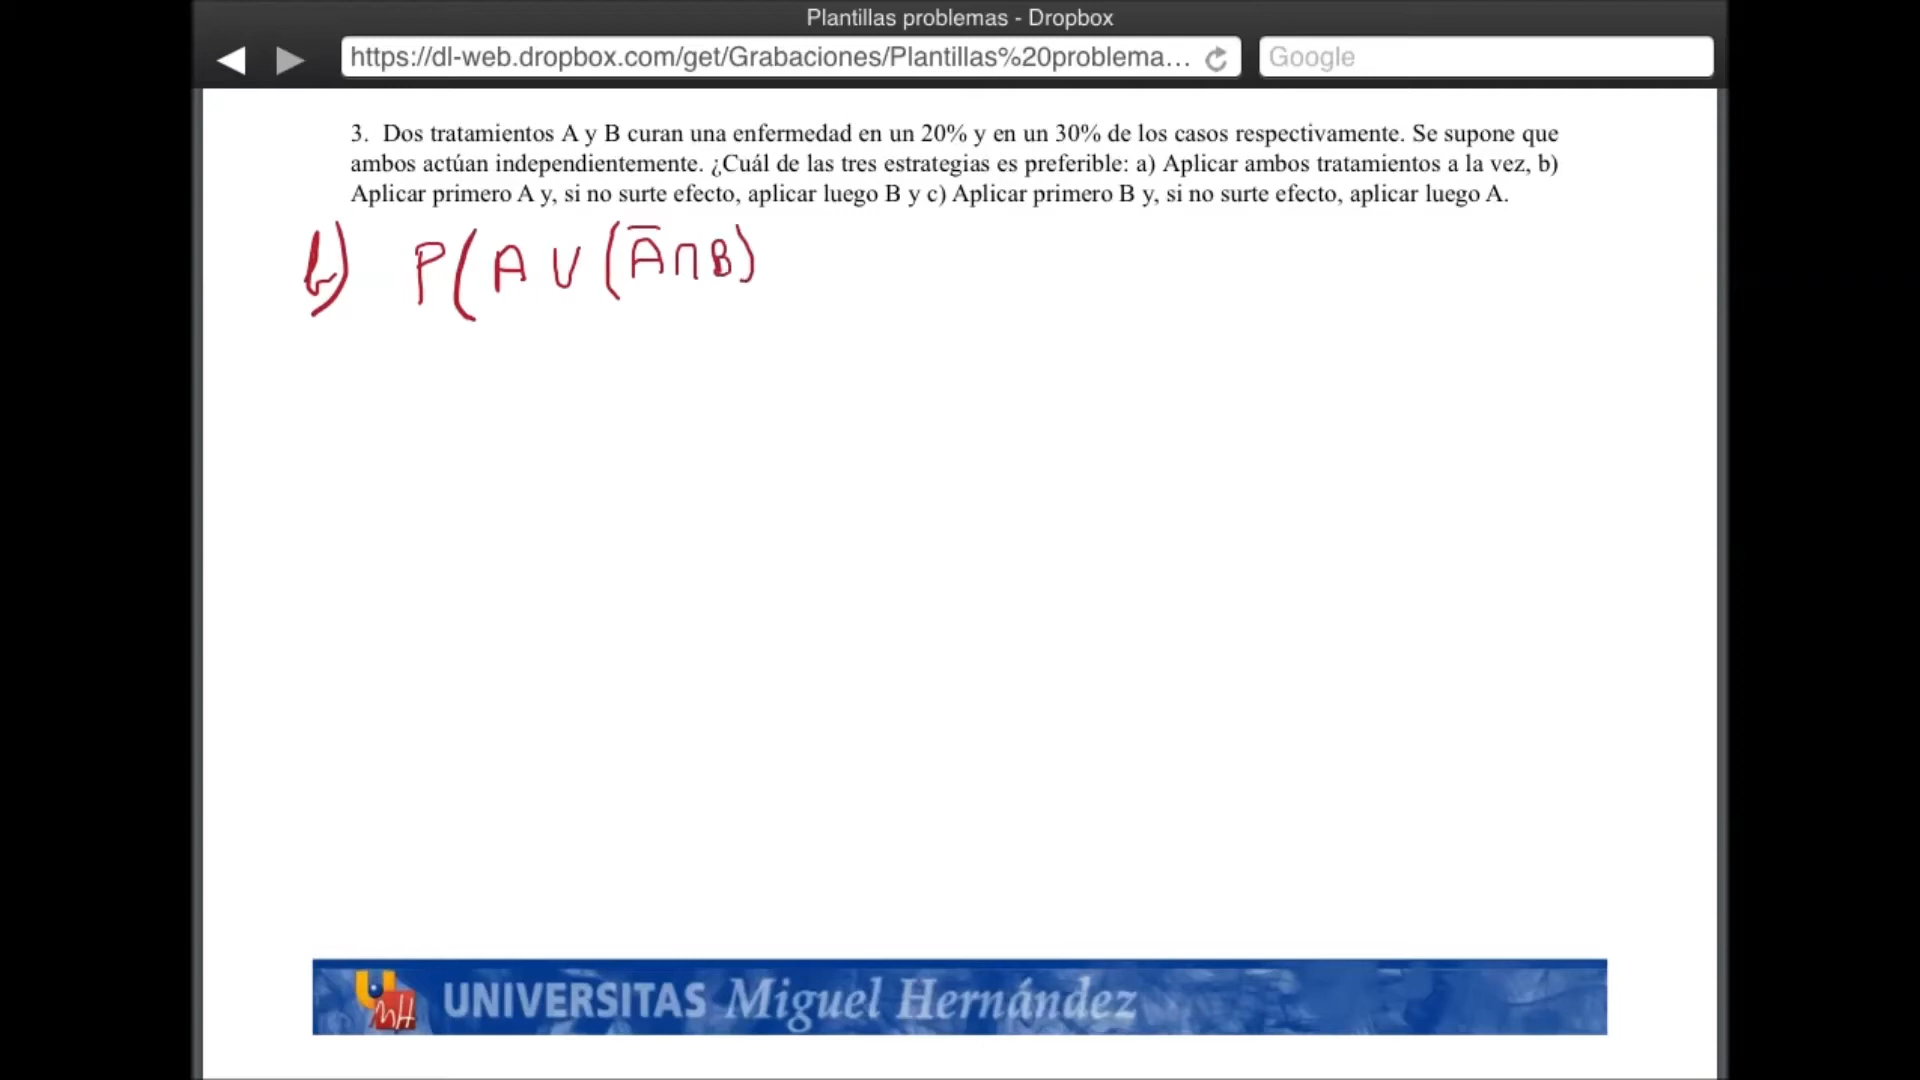 Plantillas problemas - Dropbox
https://dl-web.dropbox.com/get/Grabaciones/Plantillas%20problema...
Google
3. Dos tratamientos A y B curan una enfermedad en un 20% y en un 30% de los casos respectivamente. Se supone que
ambos actúan independientemente. ¿Cuál de las tres estrategias es preferible: a) Aplicar ambos tratamientos a la vez, b)
Aplicar primero A y, si no surte efecto, aplicar luego B y c) Aplicar primero B y, si no surte efecto, aplicar luego A.
b) P(A ∪ (A̅∩B)
UNIVERSITAS Miguel Hernández